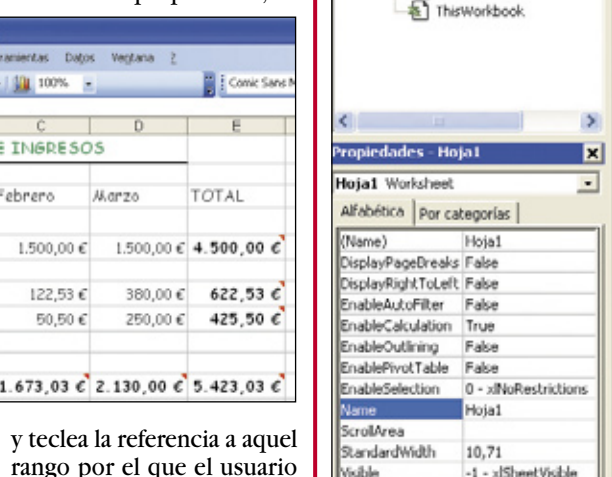 ramientas Datos Ventana ?
100% Comic Sans
C D E
E INGRESOS
Febrero Marzo TOTAL
1.500,00 € 1.500,00 € 4.500,00 €
122,53 € 380,00 € 622,53 €
50,50 € 250,00 € 425,50 €
1.673,03 € 2.130,00 € 5.423,03 €
y teclea la referencia a aquel
rango por el que el usuario
ThisWorkbook
Propiedades - Hoja1
Hoja1 Worksheet
Alfabética Por categorías
(Name) Hoja1
DisplayPageBreaks False
DisplayRightToLeft False
EnableAutoFilter False
EnableCalculation True
EnableOutlining False
EnablePivotTable False
EnableSelection 0 - xlNoRestrictions
Name Hoja1
ScrollArea
StandardWidth 10,71
Visible -1 - xlSheetVisible